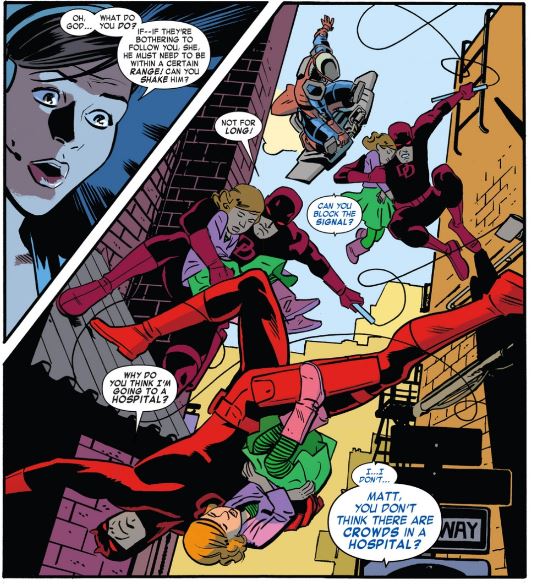 OH,
GOD...
WHAT DO
YOU DO?
IF--IF THEY'RE
BOTHERING TO
FOLLOW YOU, SHE,
HE MUST NEED TO BE
WITHIN A CERTAIN
RANGE! CAN YOU
SHAKE HIM?
NOT FOR
LONG!
CAN YOU
BLOCK THE
SIGNAL?
WHY DO
YOU THINK I'M
GOING TO A
HOSPITAL?
I...I
DON'T...
MATT,
YOU DON'T
THINK THERE ARE
CROWDS IN A
HOSPITAL?
WAY